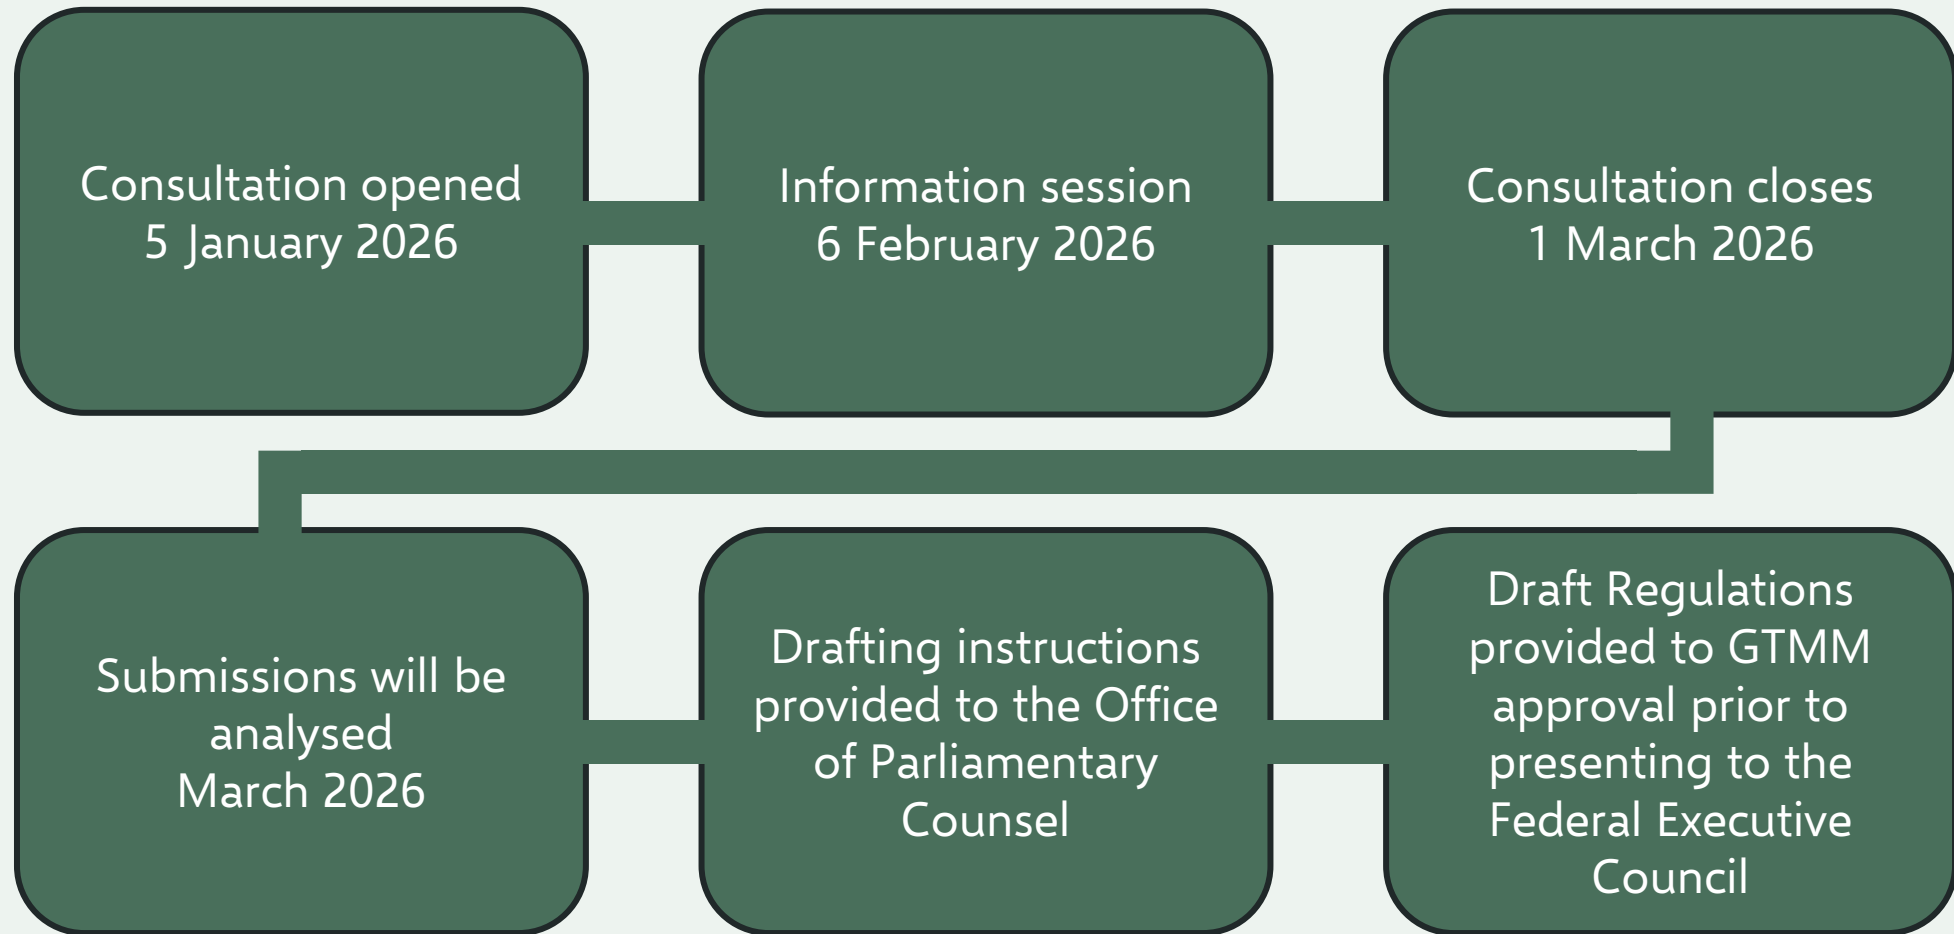 Consultation opened
5 January 2026
Information session
6 February 2026
Consultation closes
1 March 2026
Submissions will be
analysed
March 2026
Drafting instructions
provided to the Office
of Parliamentary
Counsel
Draft Regulations
provided to GTMM
approval prior to
presenting to the
Federal Executive
Council